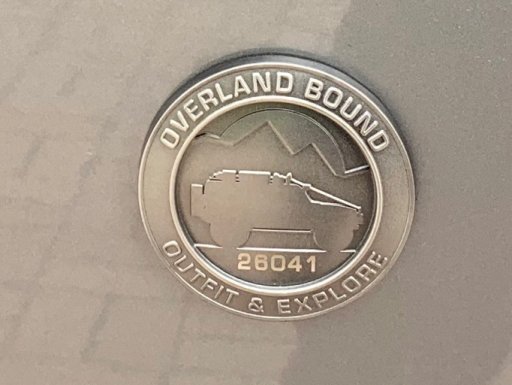 OVERLAND BOUND
26041
OUTFIT & EXPLORE